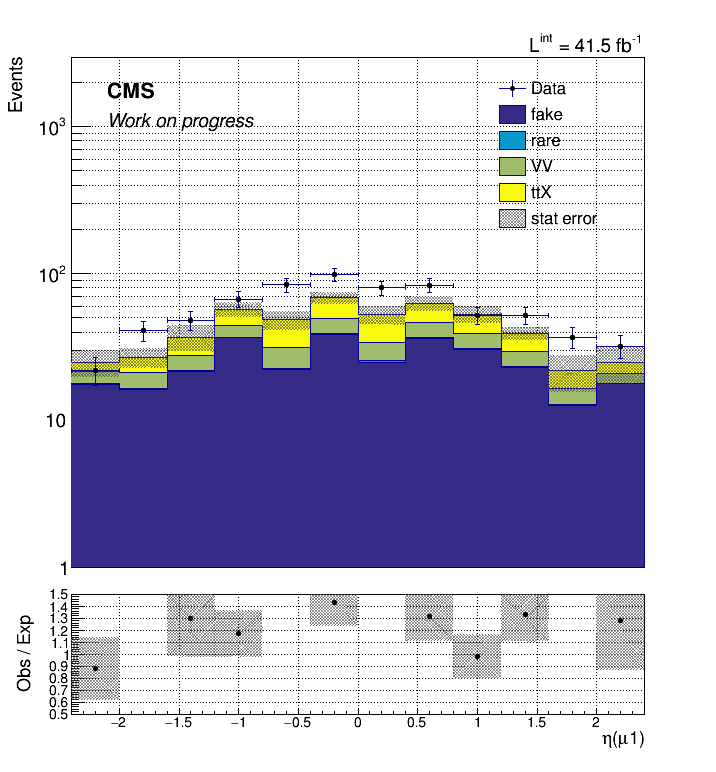 L^int = 41.5 fb^-1
Events
CMS
Work on progress
Data
fake
rare
VV
ttX
stat error
10^3
10^2
10
1
Obs / Exp
1.5
1.4
1.3
1.2
1.1
1
0.9
0.8
0.7
0.6
0.5
−2 −1.5 −1 −0.5 0 0.5 1 1.5 2
η(μ1)